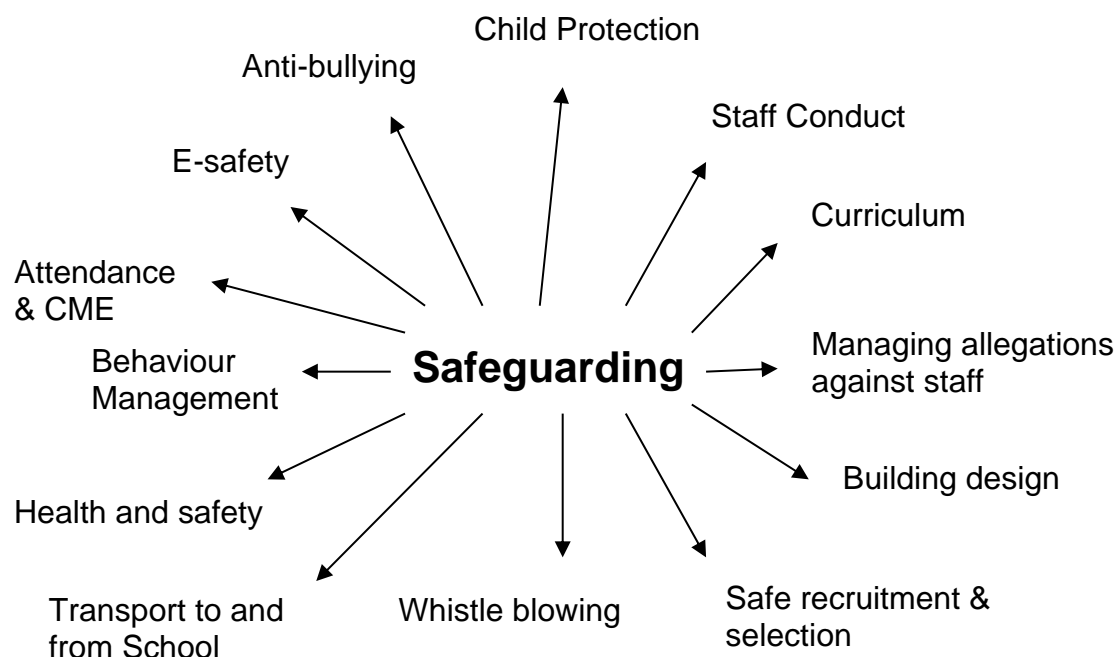 Child Protection
Anti-bullying
Staff Conduct
E-safety
Curriculum
Attendance
& CME
Managing allegations
against staff
Behaviour
Management
Safeguarding
Building design
Health and safety
Transport to and
from School
Whistle blowing
Safe recruitment &
selection